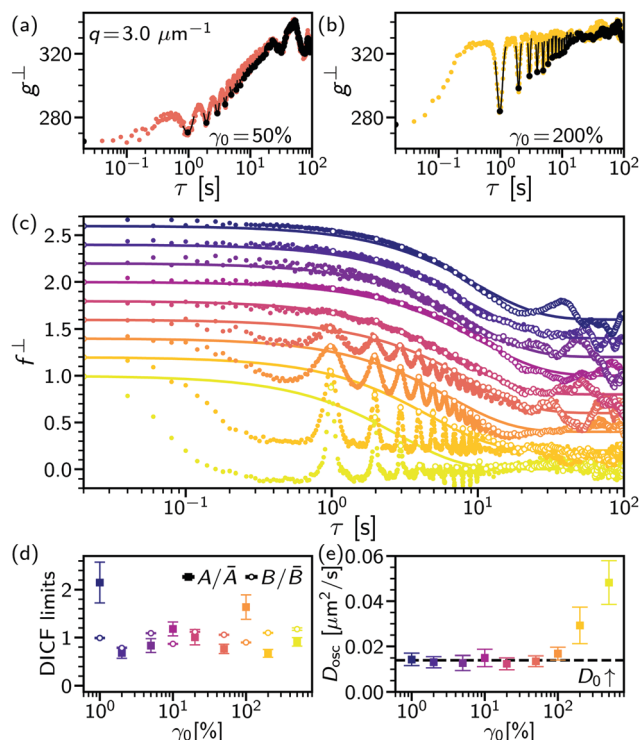 (a)
q = 3.0 μm⁻¹
g⊥
320
280
γ₀ = 50%
10⁻¹ 10⁰ 10¹ 10²
τ [s]
(b)
g⊥
320
280
γ₀ = 200%
10⁻¹ 10⁰ 10¹ 10²
τ [s]
(c)
f⊥
2.5
2.0
1.5
1.0
0.5
0.0
10⁻¹ 10⁰ 10¹ 10²
τ [s]
(d)
DICF limits
2
1
0
A/Ā B/B̄
10⁰ 10¹ 10²
γ₀[%]
(e)
D_osc [μm²/s]
0.06
0.04
0.02
0.00
D₀↑
10⁰ 10¹ 10²
γ₀[%]